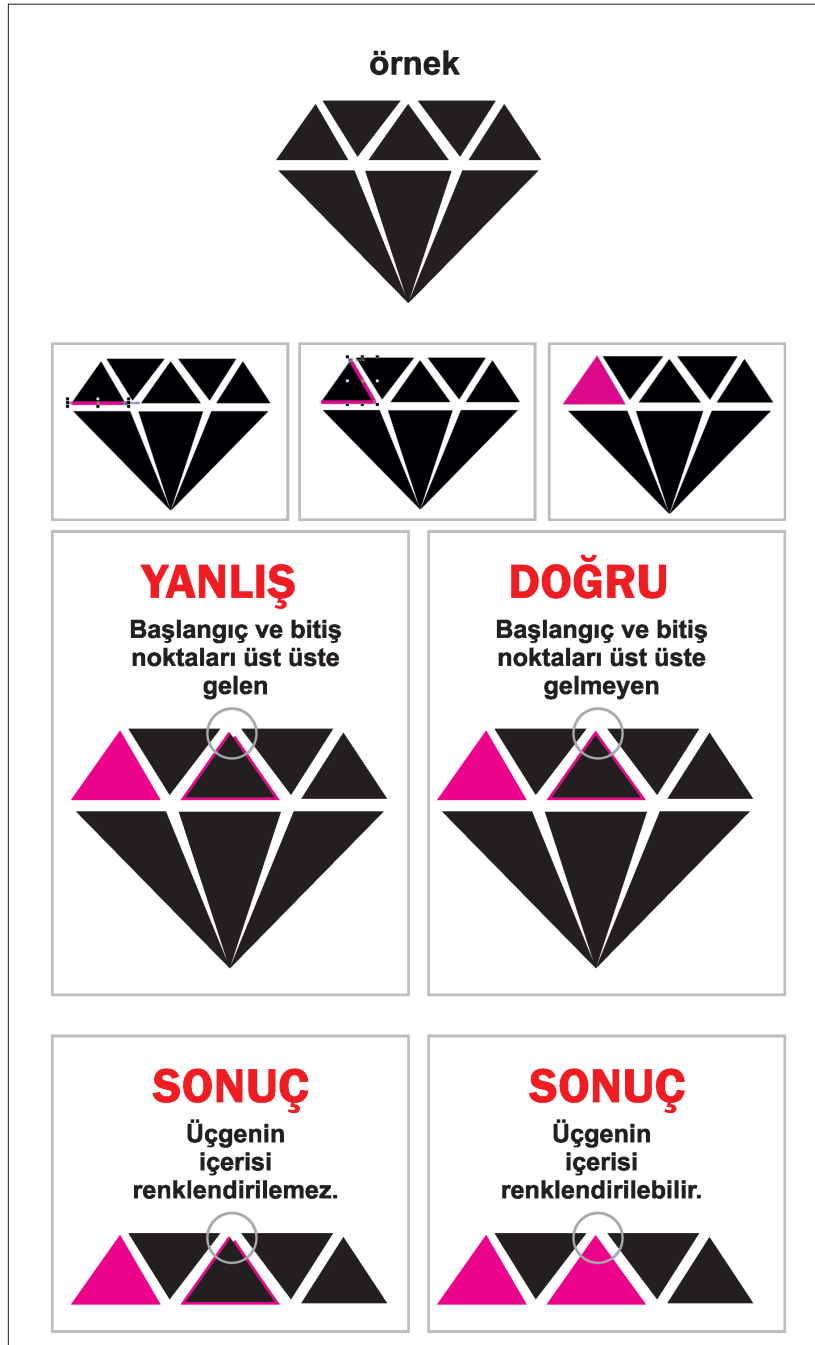 örnek
YANLIŞ
Başlangıç ve bitiş
noktaları üst üste
gelen
DOĞRU
Başlangıç ve bitiş
noktaları üst üste
gelmeyen
SONUÇ
Üçgenin
içerisi
renklendirilemez.
SONUÇ
Üçgenin
içerisi
renklendirilebilir.